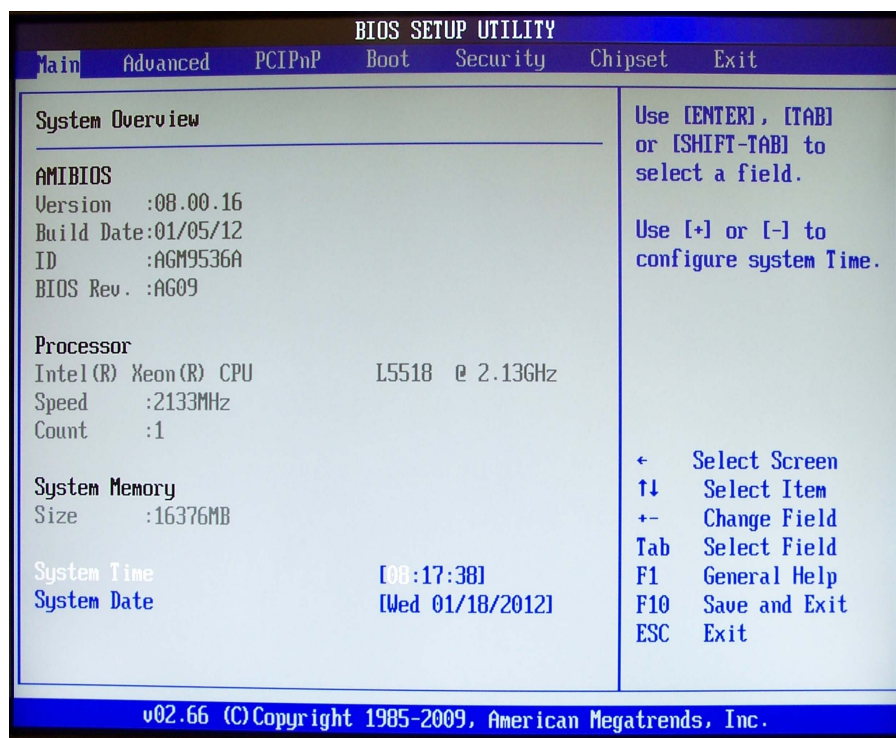 BIOS SETUP UTILITY
Main Advanced PCIPnP Boot Security Chipset Exit
System Overview
AMIBIOS
Version :08.00.16
Build Date:01/05/12
ID :AGM9536A
BIOS Rev. :AG09
Processor
Intel(R) Xeon(R) CPU L5518 @ 2.13GHz
Speed :2133MHz
Count :1
System Memory
Size :16376MB
System Time [08:17:38]
System Date [Wed 01/18/2012]
Use [ENTER], [TAB]
or [SHIFT-TAB] to
select a field.
Use [+] or [-] to
configure system Time.
← Select Screen
↑↓ Select Item
+- Change Field
Tab Select Field
F1 General Help
F10 Save and Exit
ESC Exit
v02.66 (C)Copyright 1985-2009, American Megatrends, Inc.